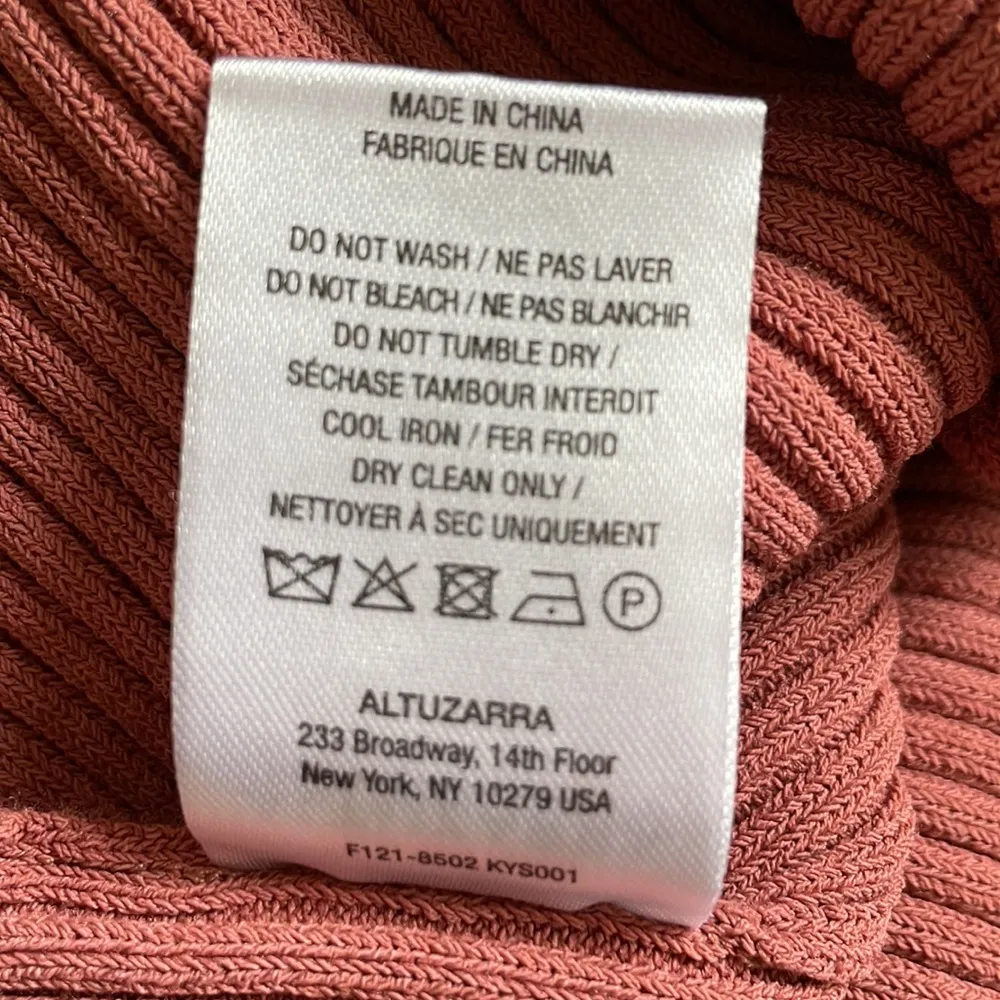 MADE IN CHINA
FABRIQUE EN CHINA
DO NOT WASH / NE PAS LAVER
DO NOT BLEACH / NE PAS BLANCHIR
DO NOT TUMBLE DRY /
SÉCHASE TAMBOUR INTERDIT
COOL IRON / FER FROID
DRY CLEAN ONLY /
NETTOYER À SEC UNIQUEMENT
P
ALTUZARRA
233 Broadway, 14th Floor
New York, NY 10279 USA
F121-8502 KYS001